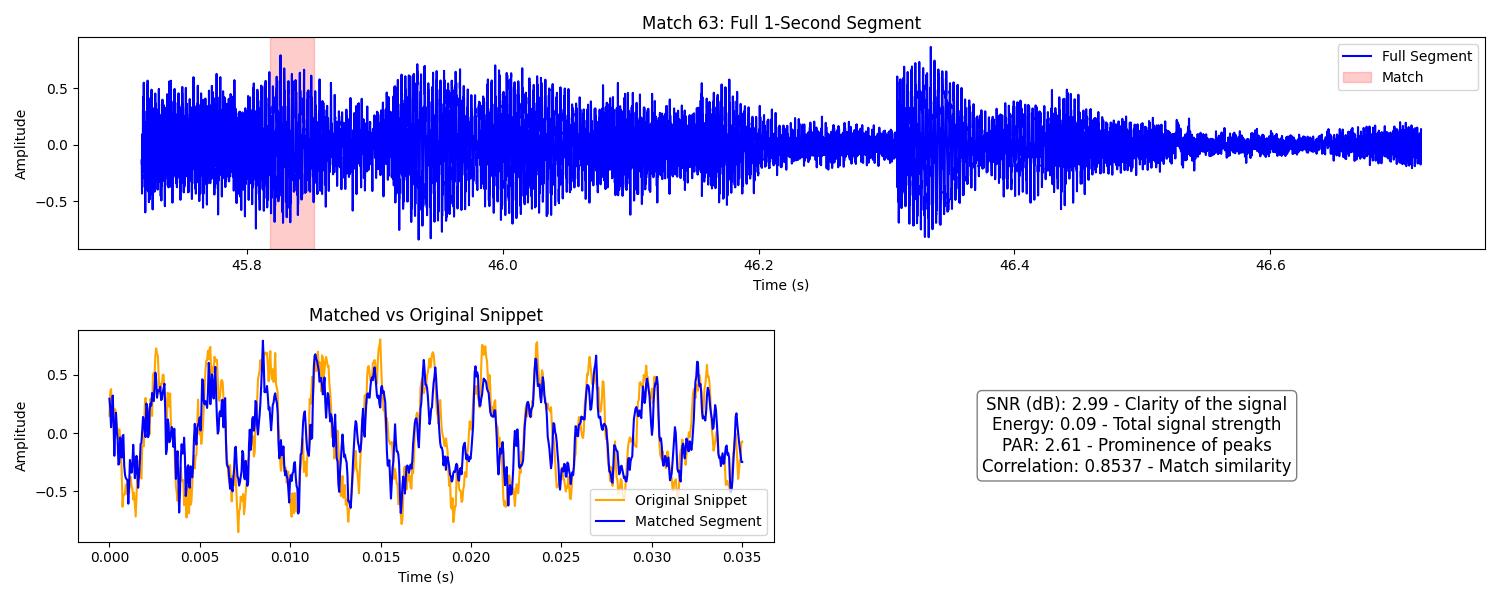 Match 63: Full 1-Second Segment
Amplitude
0.5
0.0
−0.5
Full Segment
Match
45.8 46.0 46.2 46.4 46.6
Time (s)
Matched vs Original Snippet
Amplitude
0.5
0.0
−0.5
Original Snippet
Matched Segment
0.000 0.005 0.010 0.015 0.020 0.025 0.030 0.035
Time (s)
SNR (dB): 2.99 - Clarity of the signal
Energy: 0.09 - Total signal strength
PAR: 2.61 - Prominence of peaks
Correlation: 0.8537 - Match similarity